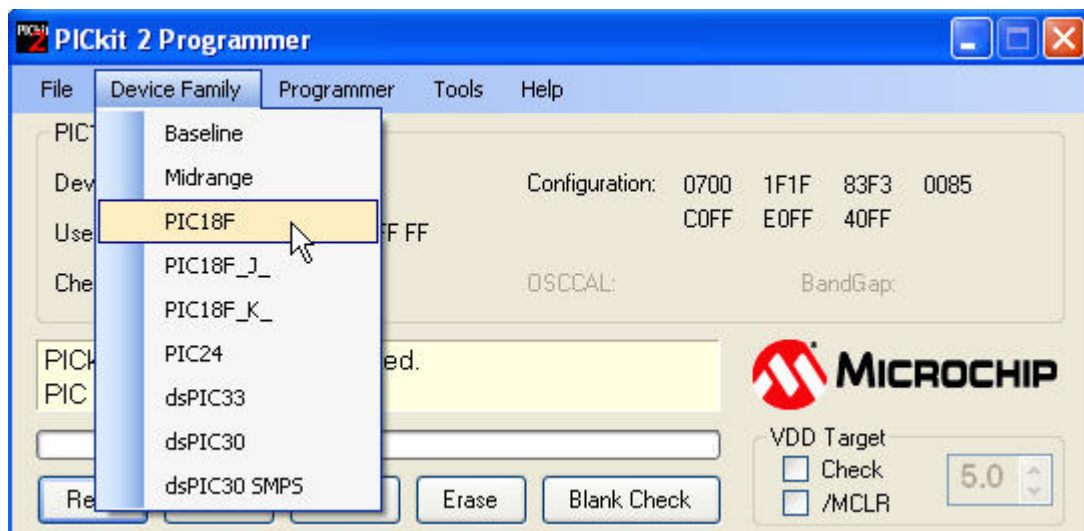 PICkit 2 Programmer
File Device Family Programmer Tools Help
Baseline
Midrange
PIC18F
PIC18F_J_
PIC18F_K_
PIC24
dsPIC33
dsPIC30
dsPIC30 SMPS
Configuration: 0700 1F1F 83F3 0085
C0FF E0FF 40FF
FF
OSCCAL: BandGap:
PIC
MICROCHIP
VDD Target
Check
/MCLR
5.0
Erase Blank Check